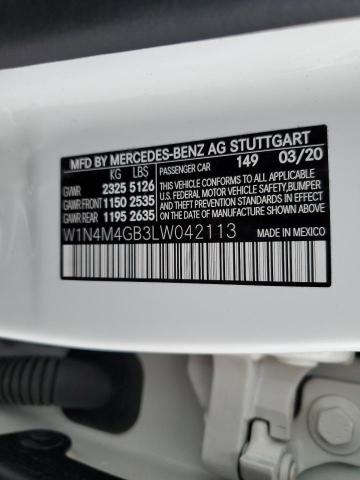 MFD BY MERCEDES-BENZ AG STUTTGART
KG LBS PASSENGER CAR 149 03/20
GVWR 2325 5126 THIS VEHICLE CONFORMS TO ALL APPLICABLE
GAWR FRONT 1150 2535 U.S. FEDERAL MOTOR VEHICLE SAFETY, BUMPER,
GAWR REAR 1195 2635 AND THEFT PREVENTION STANDARDS IN EFFECT ON THE DATE OF MANUFACTURE SHOWN ABOVE.
W1N4M4GB3LW042113 MADE IN MEXICO